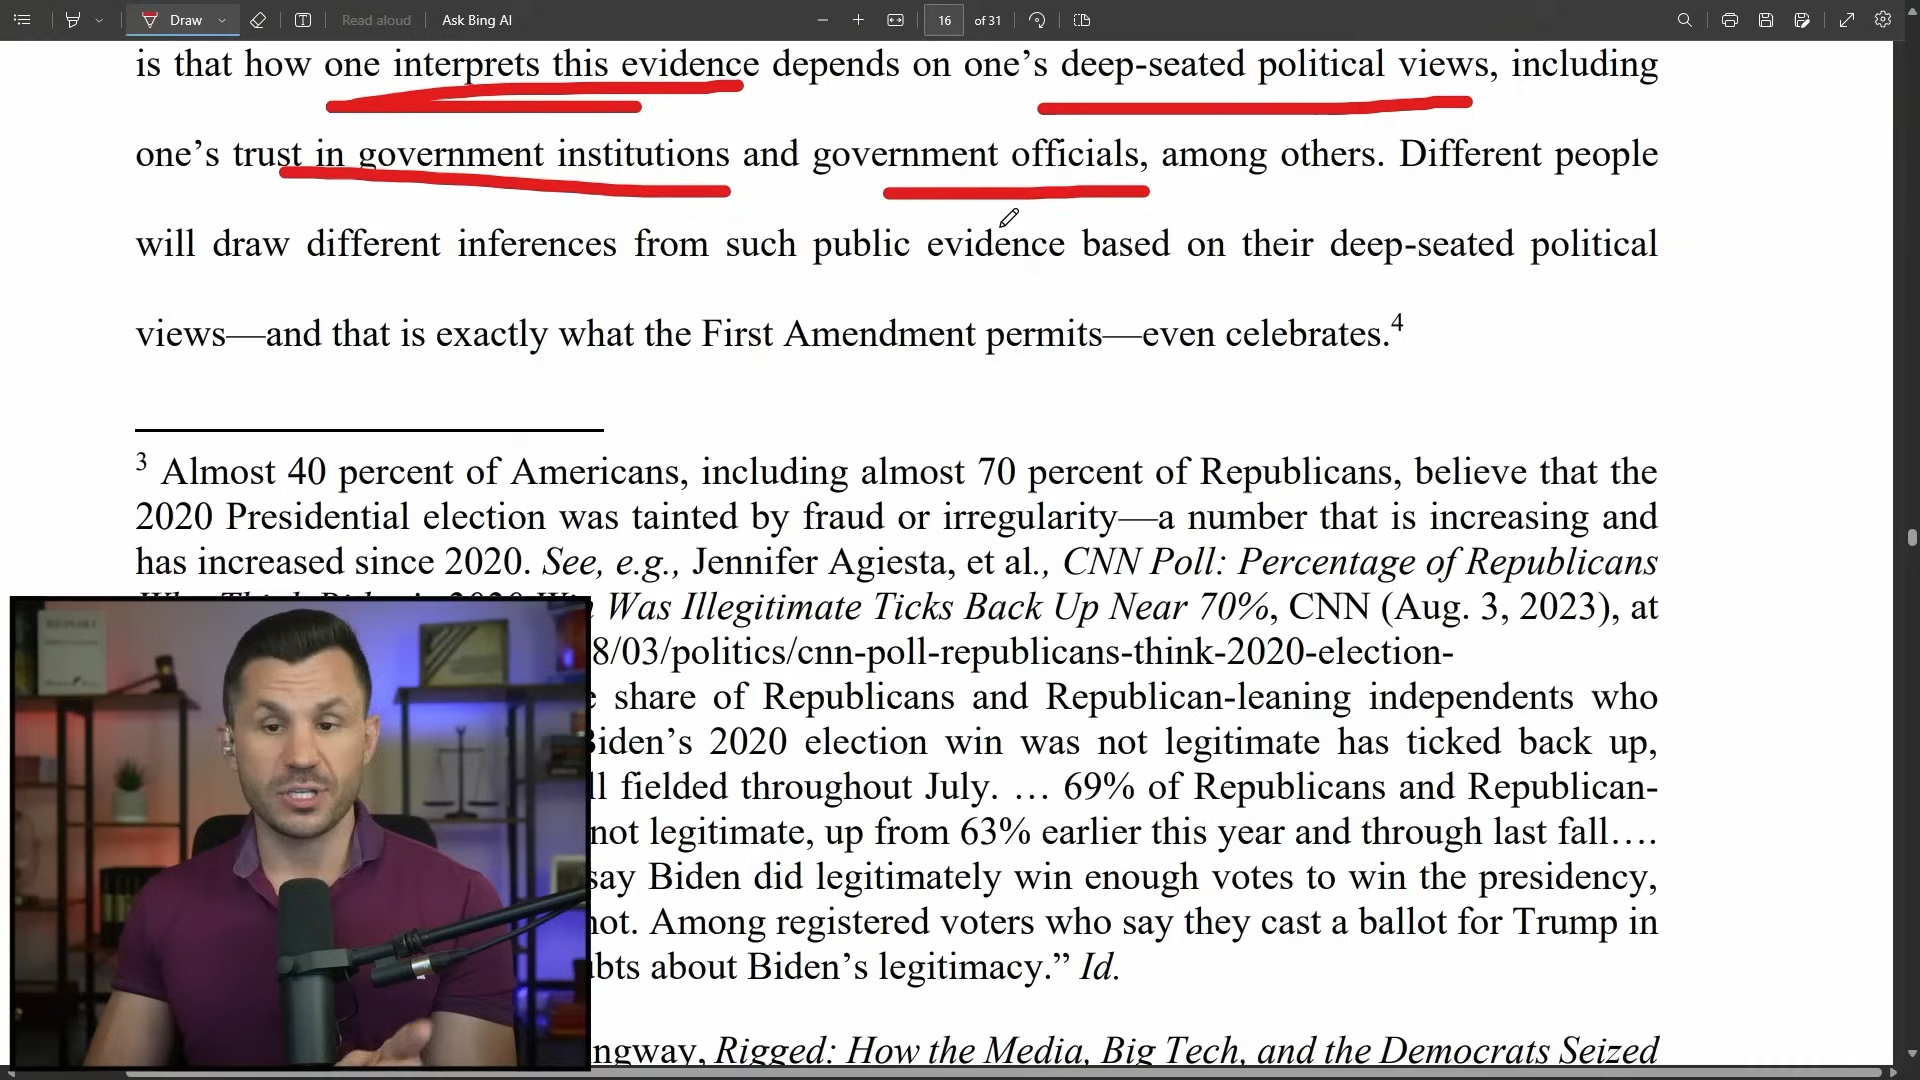 Draw
Read aloud
Ask Bing AI
16 of 31
is that how one interprets this evidence depends on one’s deep-seated political views, including
one’s trust in government institutions and government officials, among others. Different people
will draw different inferences from such public evidence based on their deep-seated political
views—and that is exactly what the First Amendment permits—even celebrates.4
3 Almost 40 percent of Americans, including almost 70 percent of Republicans, believe that the
2020 Presidential election was tainted by fraud or irregularity—a number that is increasing and
has increased since 2020. See, e.g., Jennifer Agiesta, et al., CNN Poll: Percentage of Republicans
Was Illegitimate Ticks Back Up Near 70%, CNN (Aug. 3, 2023), at
8/03/politics/cnn-poll-republicans-think-2020-election-
share of Republicans and Republican-leaning independents who
Biden’s 2020 election win was not legitimate has ticked back up,
fielded throughout July. … 69% of Republicans and Republican-
not legitimate, up from 63% earlier this year and through last fall….
say Biden did legitimately win enough votes to win the presidency,
not. Among registered voters who say they cast a ballot for Trump in
about Biden’s legitimacy.” Id.
Rigged: How the Media, Big Tech, and the Democrats Seized
REPORT